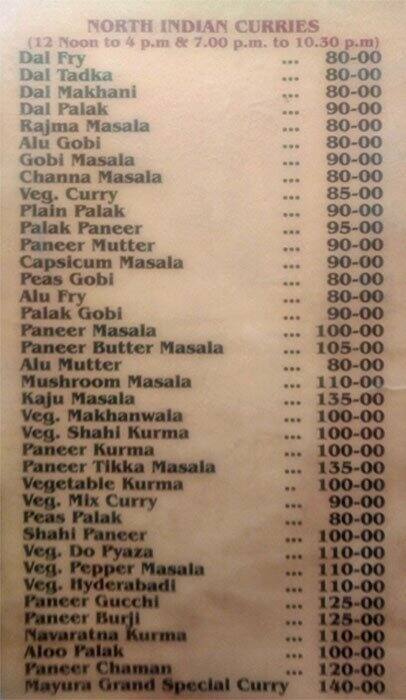 NORTH INDIAN CURRIES
(12 Noon to 4 p.m & 7.00 p.m. to 10.30 p.m)
Dal Fry ... 80-00
Dal Tadka ... 80-00
Dal Makhani ... 80-00
Dal Palak ... 90-00
Rajma Masala ... 80-00
Alu Gobi ... 80-00
Gobi Masala ... 90-00
Channa Masala ... 80-00
Veg. Curry ... 85-00
Plain Palak ... 90-00
Palak Paneer ... 95-00
Paneer Mutter ... 90-00
Capsicum Masala ... 90-00
Peas Gobi ... 80-00
Alu Fry ... 80-00
Palak Gobi ... 90-00
Paneer Masala ... 100-00
Paneer Butter Masala ... 105-00
Alu Mutter ... 80-00
Mushroom Masala ... 110-00
Kaju Masala ... 135-00
Veg. Makhanwala ... 100-00
Veg. Shahi Kurma ... 100-00
Paneer Kurma ... 100-00
Paneer Tikka Masala ... 135-00
Vegetable Kurma .. 100-00
Veg. Mix Curry ... 90-00
Peas Palak ... 80-00
Shahi Paneer ... 100-00
Veg. Do Pyaza ... 110-00
Veg. Pepper Masala ... 110-00
Veg. Hyderabadi ... 110-00
Paneer Gucchi ... 125-00
Paneer Burji ... 125-00
Navaratna Kurma ... 110-00
Aloo Palak ... 100-00
Paneer Chaman ... 120-00
Mayura Grand Special Curry 140-00